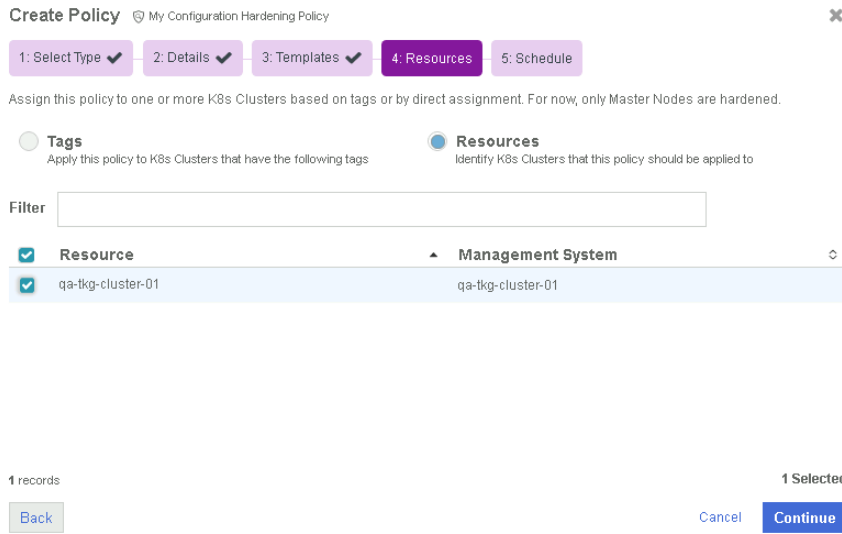 Create Policy My Configuration Hardening Policy
1: Select Type 2: Details 3: Templates 4: Resources 5: Schedule
Assign this policy to one or more K8s Clusters based on tags or by direct assignment. For now, only Master Nodes are hardened.
Tags Resources
Apply this policy to K8s Clusters that have the following tags Identify K8s Clusters that this policy should be applied to
Filter
Resource Management System
qa-tkg-cluster-01 qa-tkg-cluster-01
1 records 1 Selected
Back Cancel Continue